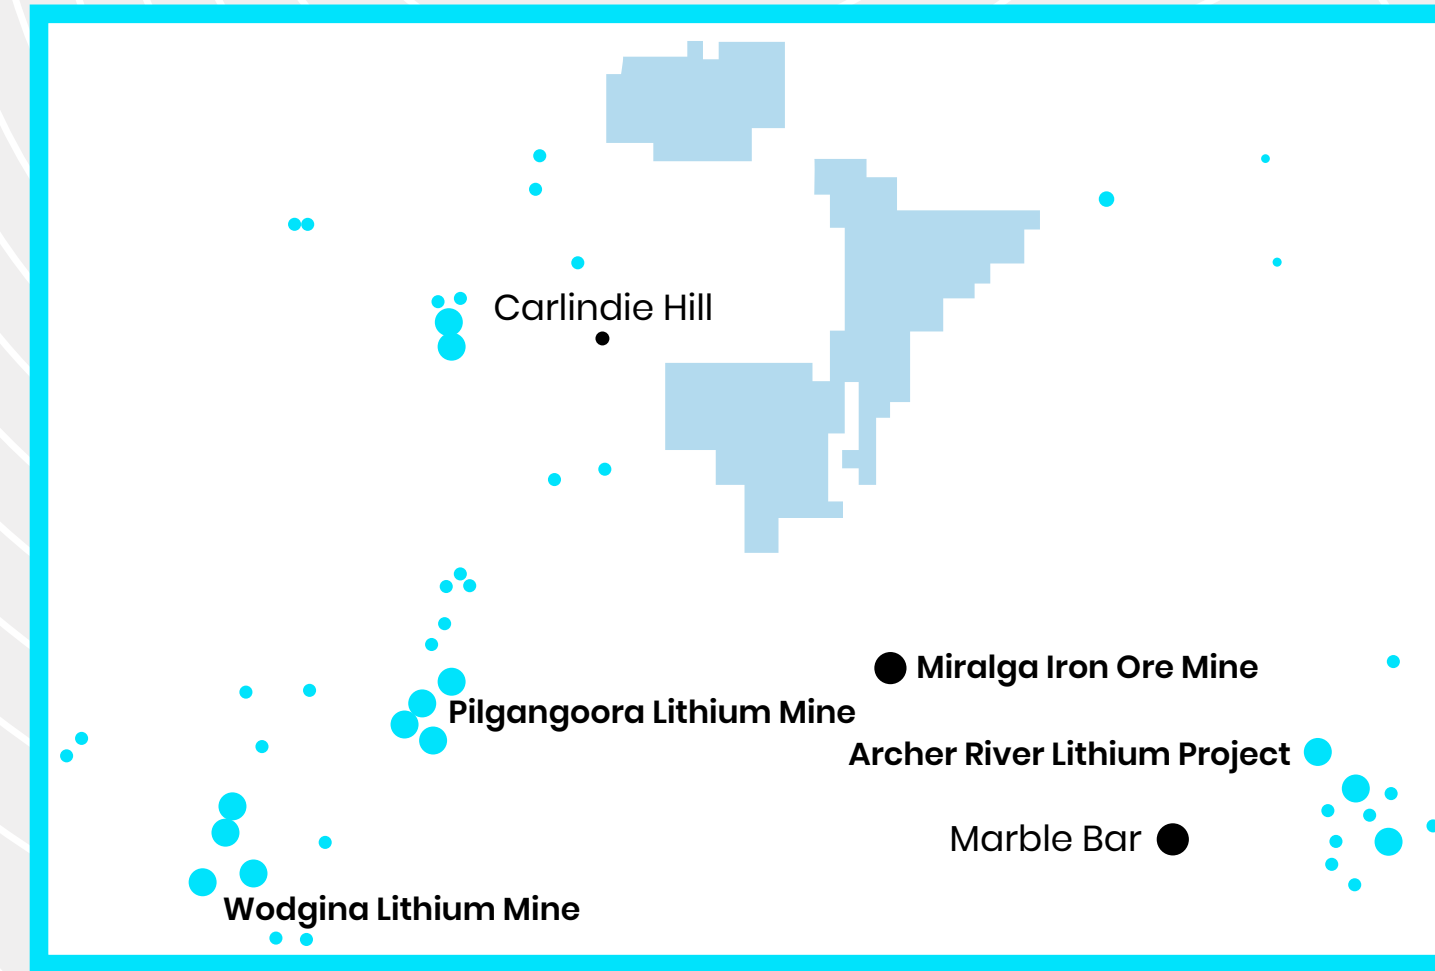 Carlindie Hill
Miralga Iron Ore Mine
Pilgangoora Lithium Mine
Archer River Lithium Project
Marble Bar
Wodgina Lithium Mine